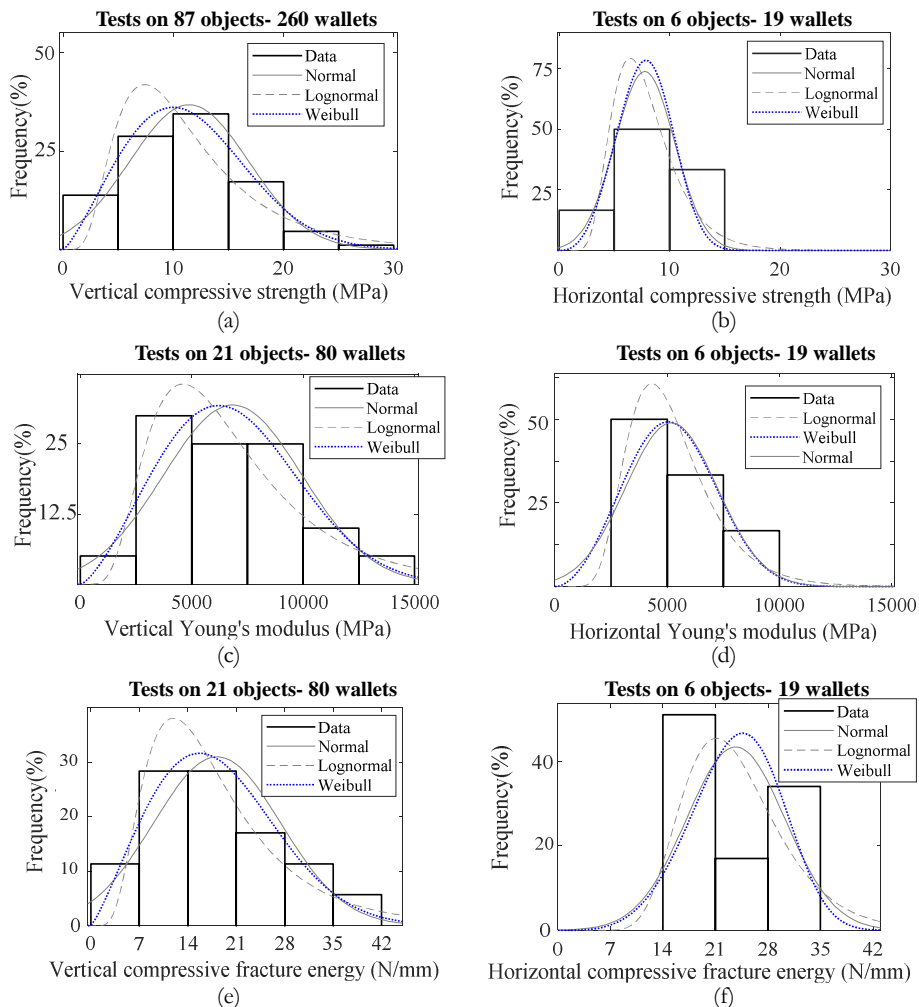 Tests on 87 objects- 260 wallets
50
25
Frequency(%)
Data
Normal
Lognormal
Weibull
0
10
20
30
Vertical compressive strength (MPa)
(a)
Tests on 6 objects- 19 wallets
75
50
25
Frequency(%)
Data
Normal
Lognormal
Weibull
0
10
20
30
Horizontal compressive strength (MPa)
(b)
Tests on 21 objects- 80 wallets
25
12.5
Frequency(%)
Data
Normal
Lognormal
Weibull
0
5000
10000
15000
Vertical Young's modulus (MPa)
(c)
Tests on 6 objects- 19 wallets
50
25
Frequency(%)
Data
Lognormal
Weibull
Normal
0
5000
10000
15000
Horizontal Young's modulus (MPa)
(d)
Tests on 21 objects- 80 wallets
30
20
10
0
Frequency(%)
Data
Normal
Lognormal
Weibull
0
7
14
21
28
35
42
Vertical compressive fracture energy (N/mm)
(e)
Tests on 6 objects- 19 wallets
40
20
0
Frequency(%)
Data
Normal
Lognormal
Weibull
0
7
14
21
28
35
42
Horizontal compressive fracture energy (N/mm)
(f)